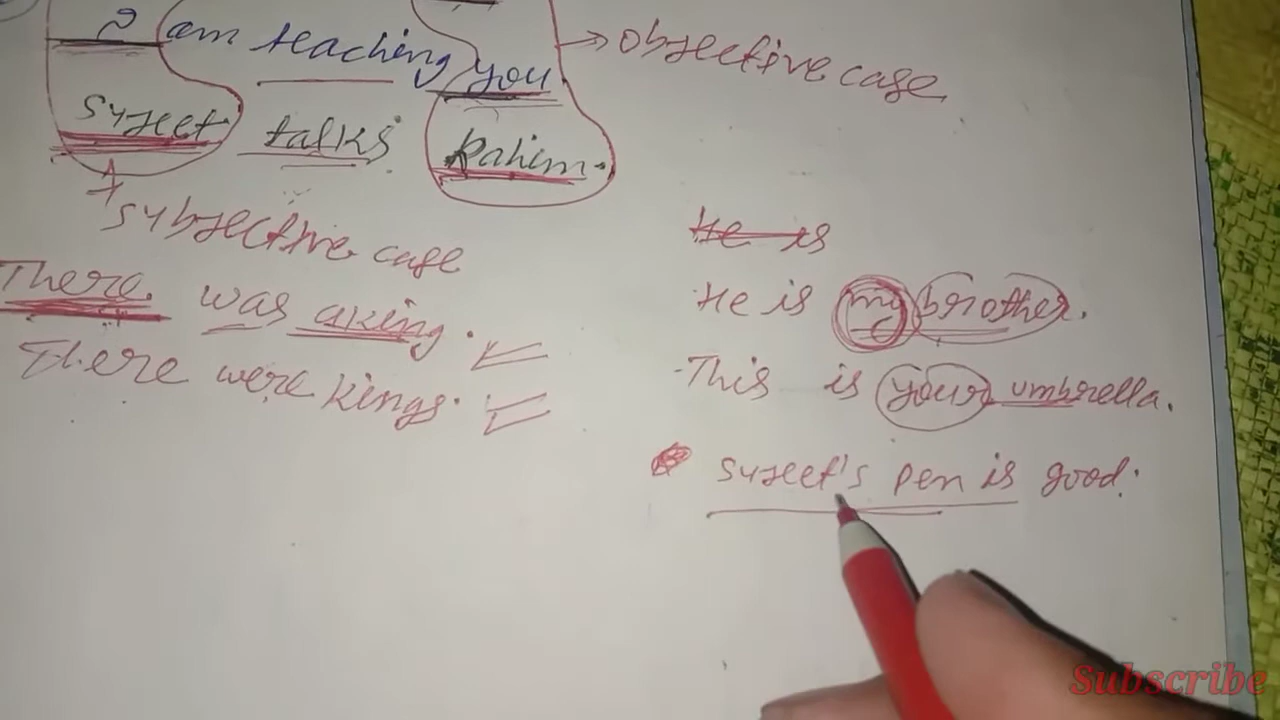 I am teaching you
→ objective case
Sujeet talks Rahim.
subjective case
There was a king.
There were kings.
He is
He is my brother.
This is your umbrella.
Sujeet's pen is good.
Subscribe